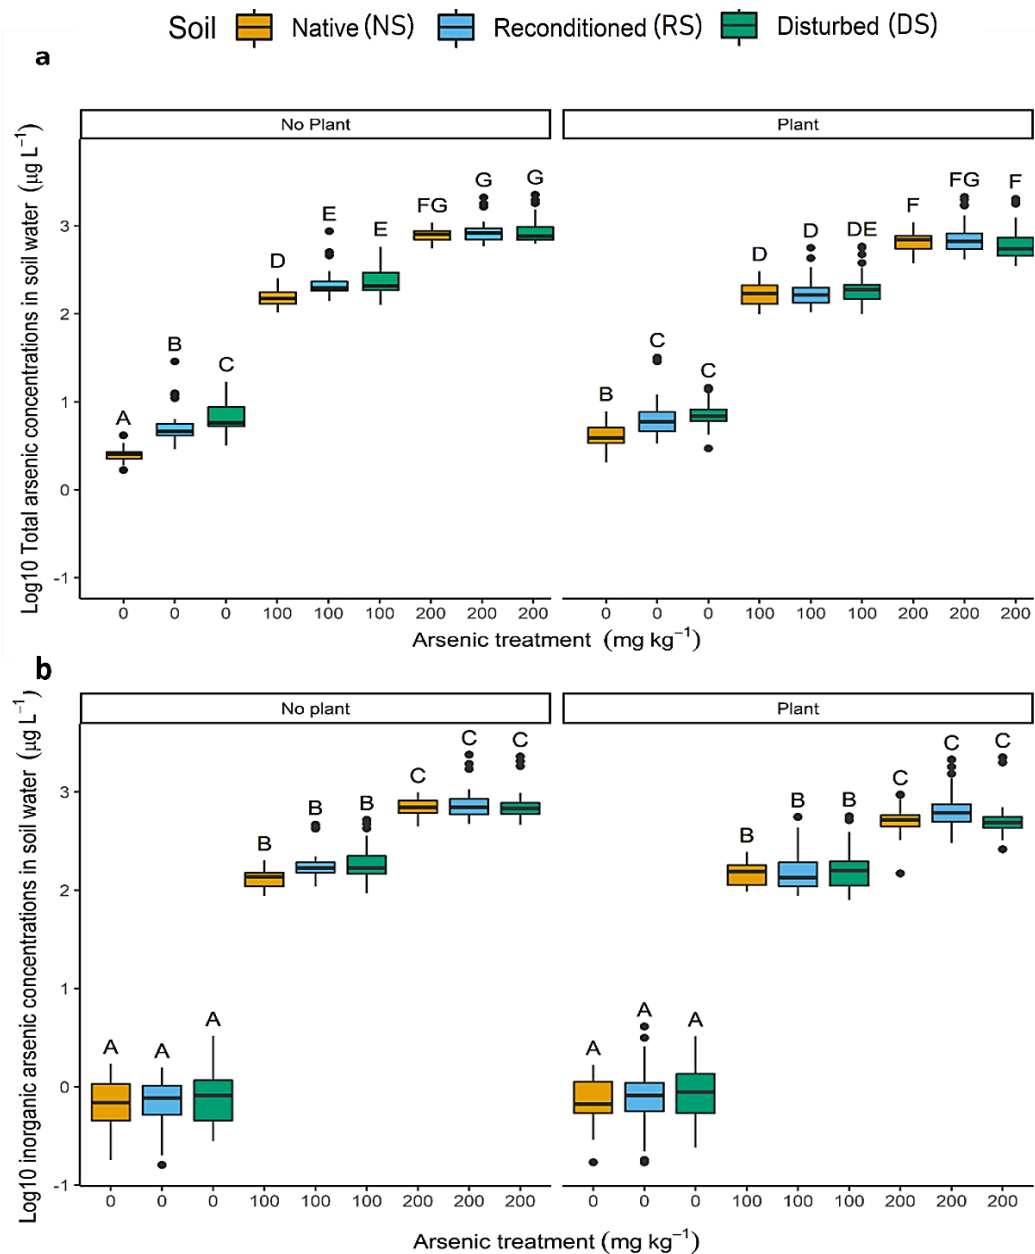 Soil Native (NS) Reconditioned (RS) Disturbed (DS)
a
No Plant Plant
Log10 Total arsenic concentrations in soil water (µg L⁻¹)
3
2
1
0
-1
A B C D E E FG G G
B C C D D DE F FG F
0 0 0 100 100 100 200 200 200 0 0 0 100 100 100 200 200 200
Arsenic treatment (mg kg⁻¹)
b
No plant Plant
Log10 inorganic arsenic concentrations in soil water (µg L⁻¹)
3
2
1
0
-1
A A A B B B C C C
A A A B B B C C C
0 0 0 100 100 100 200 200 200 0 0 0 100 100 100 200 200 200
Arsenic treatment (mg kg⁻¹)